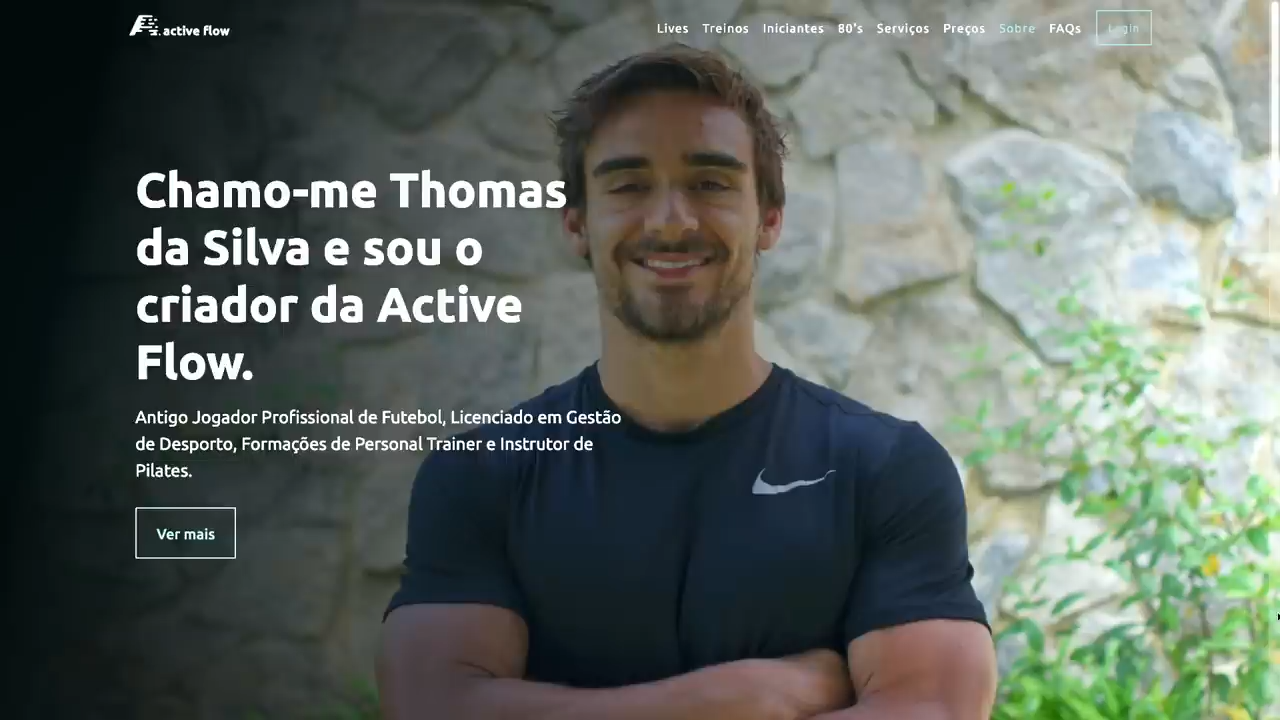 active flow
Lives Treinos Iniciantes 80's Serviços Preços Sobre FAQs Login
Chamo-me Thomas
da Silva e sou o
criador da Active
Flow.
Antigo Jogador Profissional de Futebol, Licenciado em Gestão
de Desporto, Formações de Personal Trainer e Instrutor de
Pilates.
Ver mais